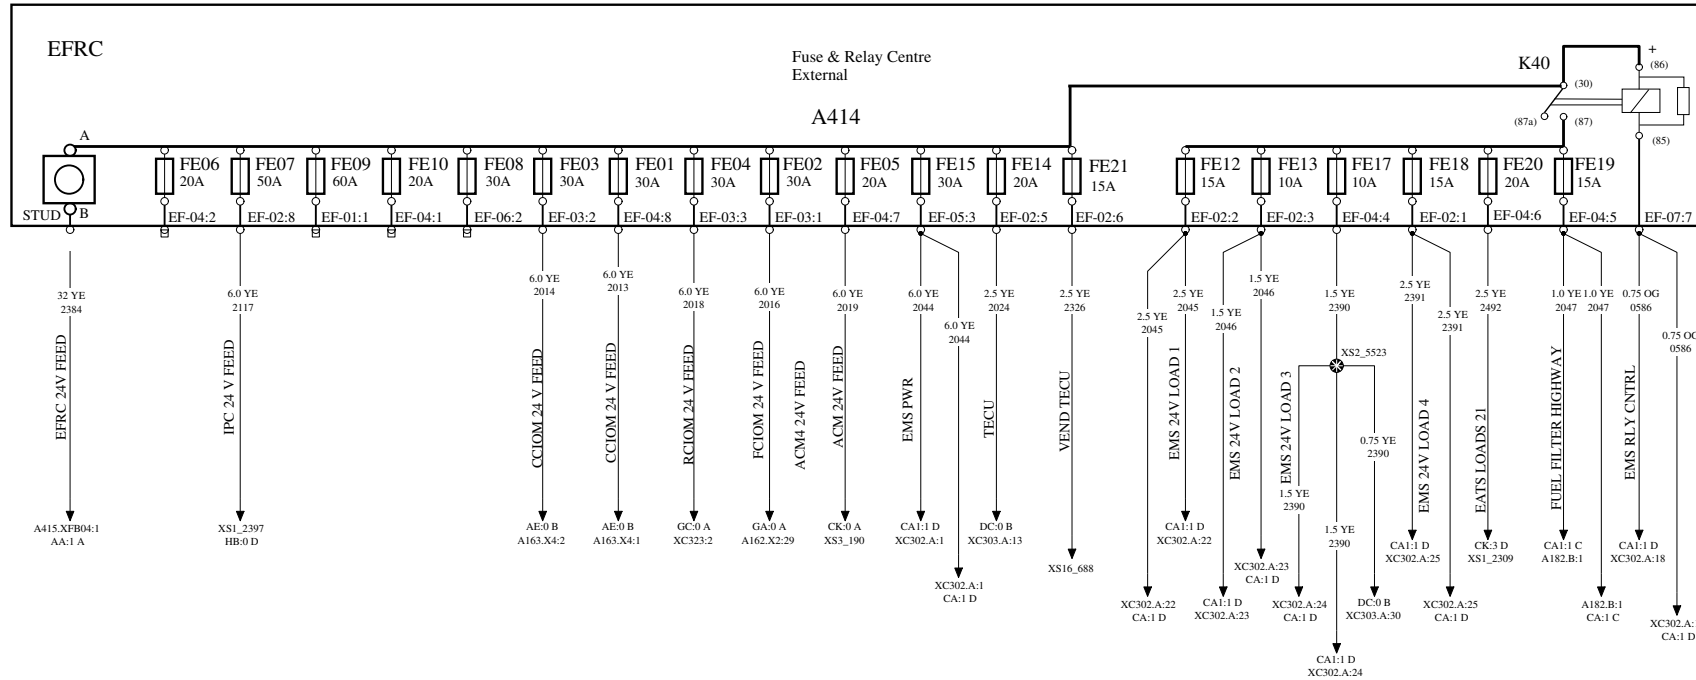 EFRC
Fuse & Relay Centre
External
A414
K40
+
(86)
(30)
(87a)
(87)
(85)
A
STUD
B
FE06
20A
FE07
50A
FE09
60A
FE10
20A
FE08
30A
FE03
30A
FE01
30A
FE04
30A
FE02
30A
FE05
20A
FE15
30A
FE14
20A
FE21
15A
FE12
15A
FE13
10A
FE17
10A
FE18
15A
FE20
20A
FE19
15A
EF-04:2
EF-02:8
EF-01:1
EF-04:1
EF-06:2
EF-03:2
EF-04:8
EF-03:3
EF-03:1
EF-04:7
EF-05:3
EF-02:5
EF-02:6
EF-02:2
EF-02:3
EF-04:4
EF-02:1
EF-04:6
EF-04:5
EF-07:7
32 YE
2384
6.0 YE
2117
6.0 YE
2014
6.0 YE
2013
6.0 YE
2018
6.0 YE
2016
6.0 YE
2019
6.0 YE
2044
6.0 YE
2044
2.5 YE
2024
2.5 YE
2326
2.5 YE
2045
2.5 YE
2045
1.5 YE
2046
1.5 YE
2046
1.5 YE
2390
XS2_5523
1.5 YE
2390
1.5 YE
2390
0.75 YE
2390
2.5 YE
2391
2.5 YE
2391
2.5 YE
2492
1.0 YE
2047
1.0 YE
2047
0.75 OG
0586
0.75 OG
0586
EFRC 24V FEED
IPC 24 V FEED
CCIOM 24 V FEED
CCIOM 24 V FEED
RCIOM 24 V FEED
FCIOM 24 V FEED
ACM4 24V FEED
ACM 24V FEED
EMS PWR
TECU
VEND TECU
EMS 24V LOAD 1
EMS 24V LOAD 2
EMS 24V LOAD 3
EMS 24V LOAD 4
EATS LOADS 21
FUEL FILTER HIGHWAY
EMS RLY CNTRL
A415.XFB04:1
AA:1 A
XS1_2397
HB:0 D
AE:0 B
A163.X4:2
AE:0 B
A163.X4:1
GC:0 A
XC323:2
GA:0 A
A162.X2:29
CK:0 A
XS3_190
CA1:1 D
XC302.A:1
XC302.A:1
CA:1 D
DC:0 B
XC303.A:13
XS16_688
XC302.A:22
CA:1 D
CA1:1 D
XC302.A:22
CA1:1 D
XC302.A:23
XC302.A:23
CA:1 D
XC302.A:24
CA:1 D
CA1:1 D
XC302.A:24
DC:0 B
XC303.A:30
CA1:1 D
XC302.A:25
XC302.A:25
CA:1 D
CK:3 D
XS1_2309
CA1:1 C
A182.B:1
A182.B:1
CA:1 C
CA1:1 D
XC302.A:18
XC302.A:
CA:1 D